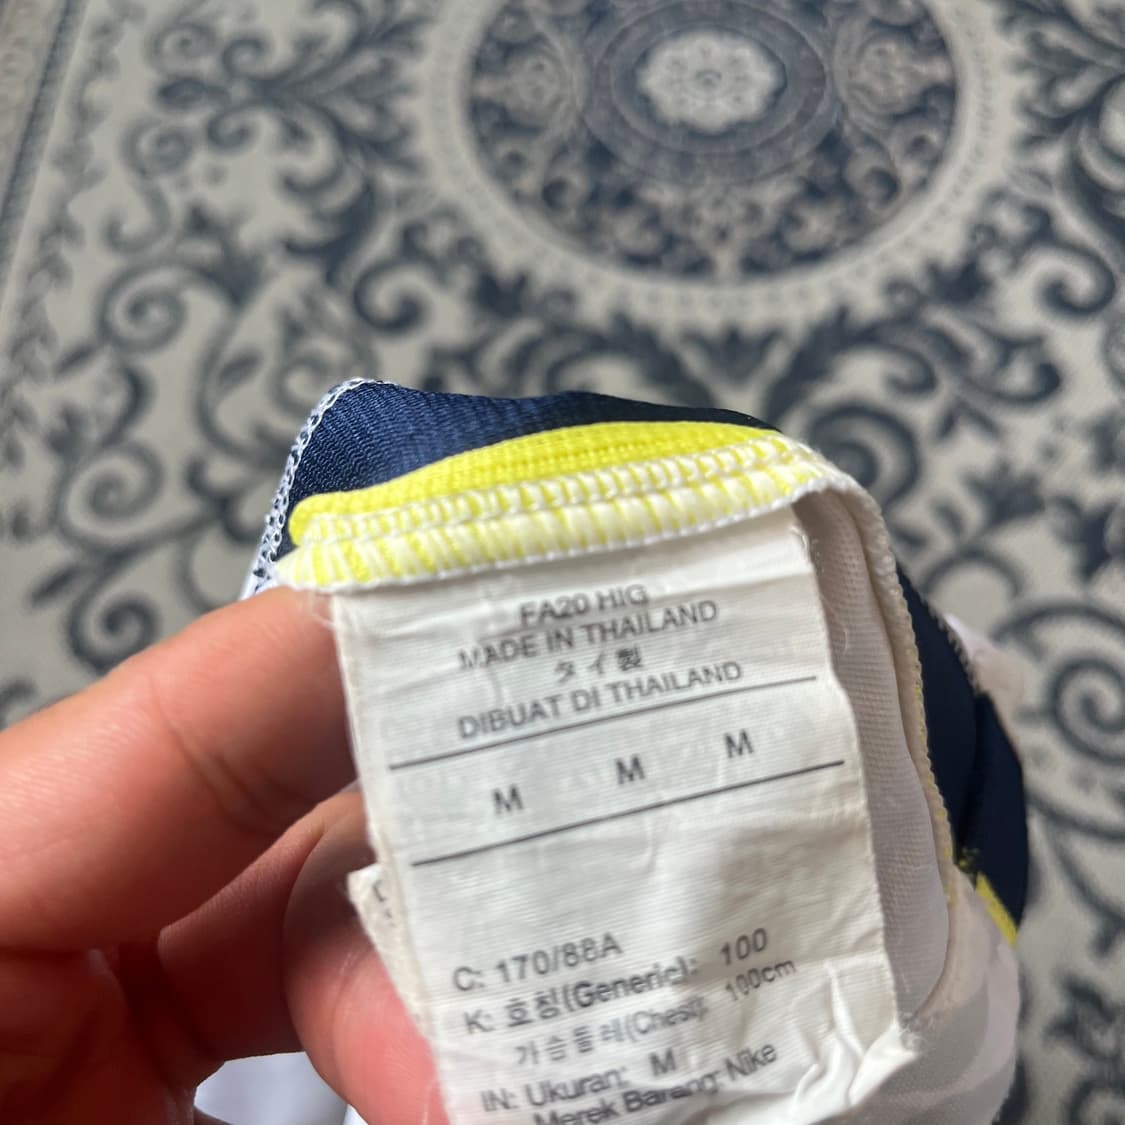 FA20 HIG
MADE IN THAILAND
タイ製
DIBUAT DI THAILAND
M M M
C: 170/88A
K: 호칭(Generic): 100
가슴둘레(Chest): 100cm
IN: Ukuran: M
Merek Barang: Nike